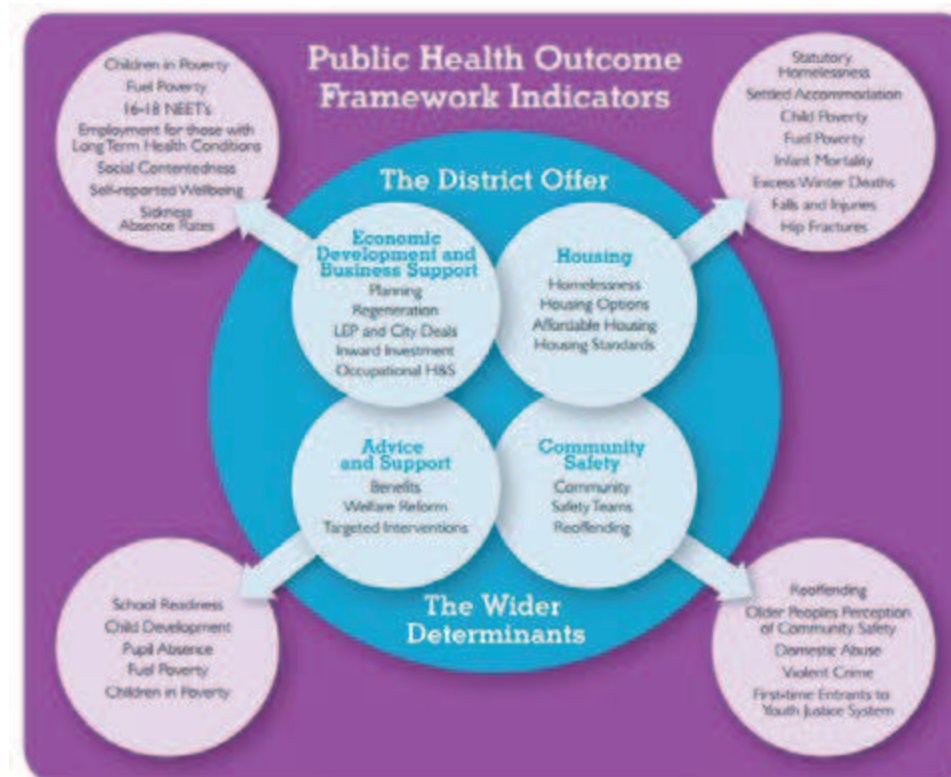 Public Health Outcome
Framework Indicators
Children in Poverty
Fuel Poverty
16-18 NEET's
Employment for those with
Long Term Health Conditions
Social Contentedness
Self-reported Wellbeing
Sickness
Absence Rates
Statutory
Homelessness
Settled Accommodation
Child Poverty
Fuel Poverty
Infant Mortality
Excess Winter Deaths
Falls and Injuries
Hip Fractures
The District Offer
Economic
Development and
Business Support
Planning
Regeneration
LEP and City Deals
Inward Investment
Occupational H&S
Housing
Homelessness
Housing Options
Affordable Housing
Housing Standards
Advice
and Support
Benefits
Welfare Reform
Targeted Interventions
Community
Safety
Community
Safety Teams
Reoffending
The Wider
Determinants
School Readiness
Child Development
Pupil Absence
Fuel Poverty
Children in Poverty
Reoffending
Older Peoples Perception
of Community Safety
Domestic Abuse
Violent Crime
First-time Entrants to
Youth Justice System